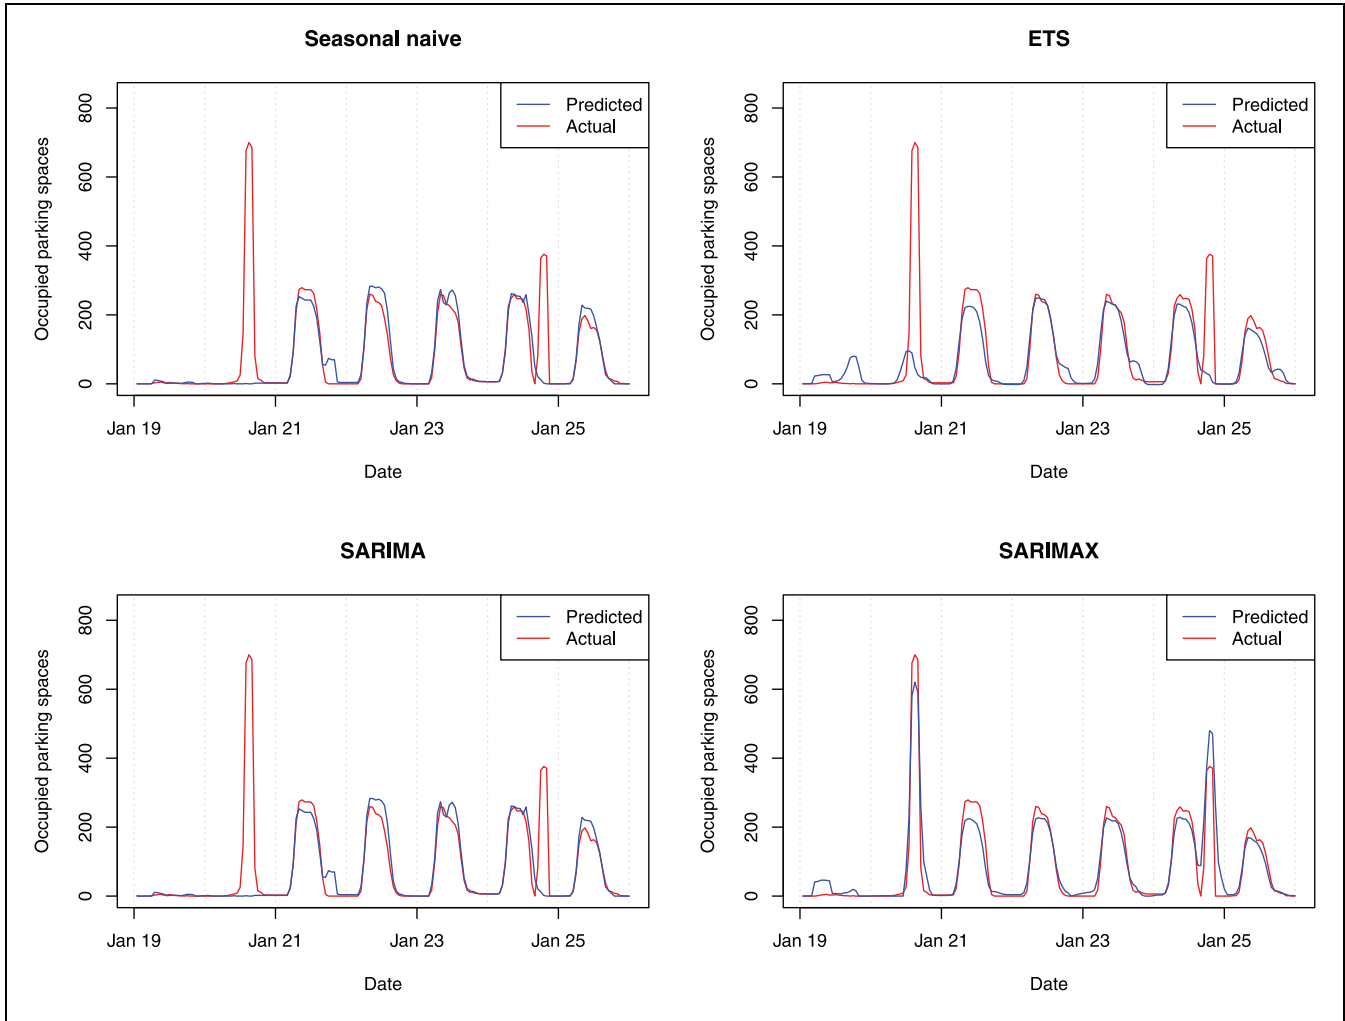 Seasonal naive
Occupied parking spaces
800
600
400
200
0
Predicted
Actual
Jan 19
Jan 21
Jan 23
Jan 25
Date
ETS
Occupied parking spaces
800
600
400
200
0
Predicted
Actual
Jan 19
Jan 21
Jan 23
Jan 25
Date
SARIMA
Occupied parking spaces
800
600
400
200
0
Predicted
Actual
Jan 19
Jan 21
Jan 23
Jan 25
Date
SARIMAX
Occupied parking spaces
800
600
400
200
0
Predicted
Actual
Jan 19
Jan 21
Jan 23
Jan 25
Date